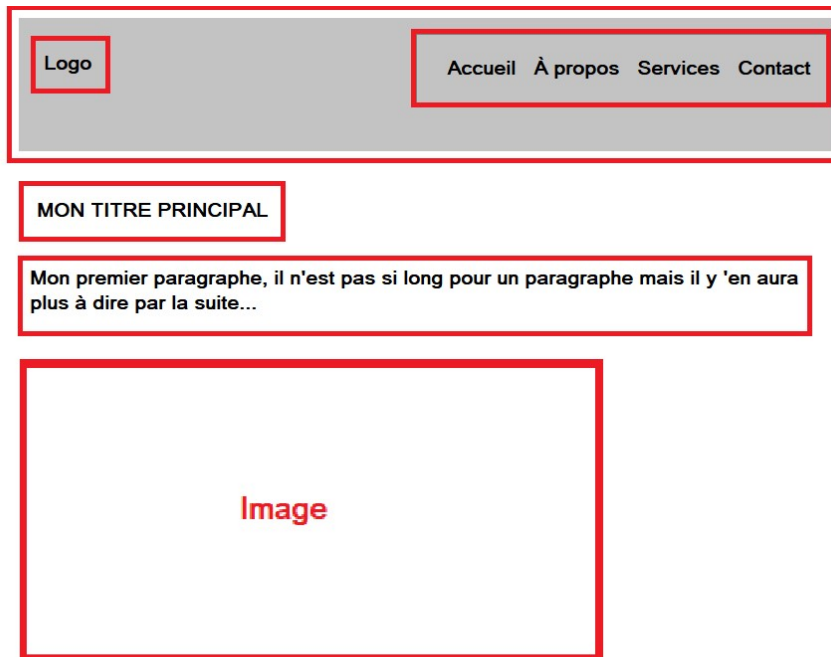 Logo
Accueil À propos Services Contact
MON TITRE PRINCIPAL
Mon premier paragraphe, il n'est pas si long pour un paragraphe mais il y 'en aura
plus à dire par la suite...
Image